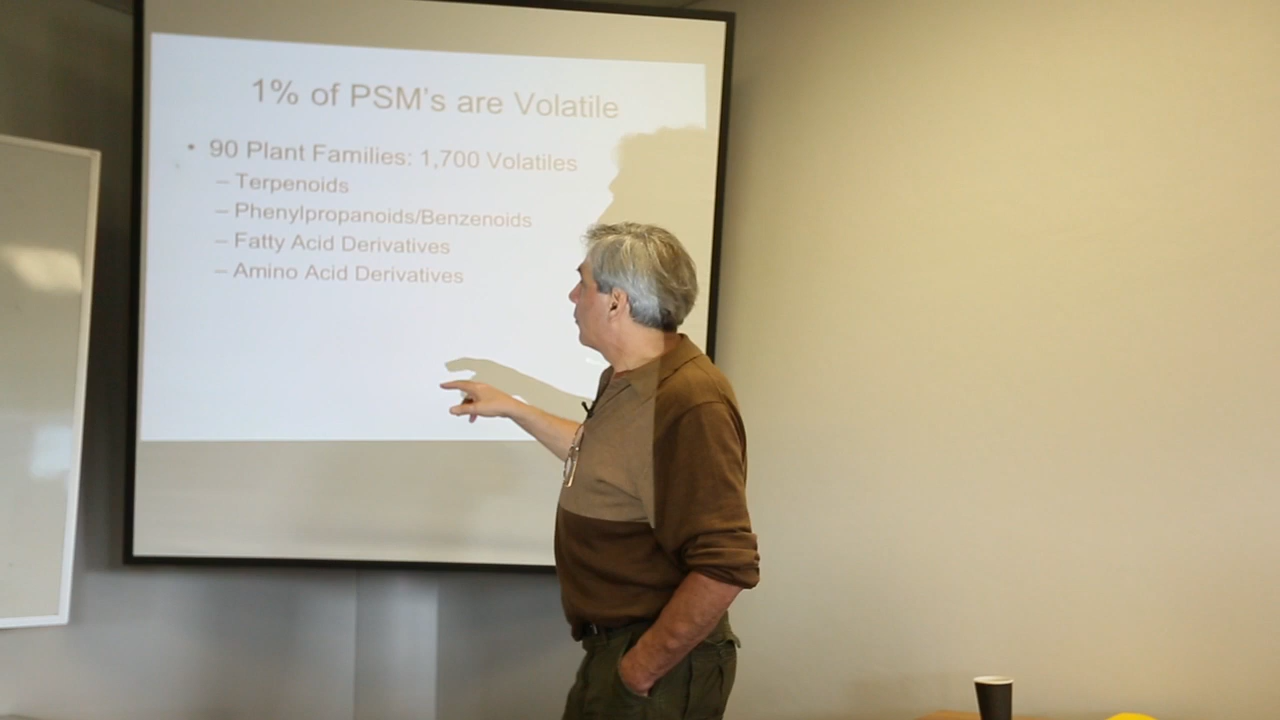 1% of PSM's are Volatile
• 90 Plant Families: 1,700 Volatiles
– Terpenoids
– Phenylpropanoids/Benzenoids
– Fatty Acid Derivatives
– Amino Acid Derivatives